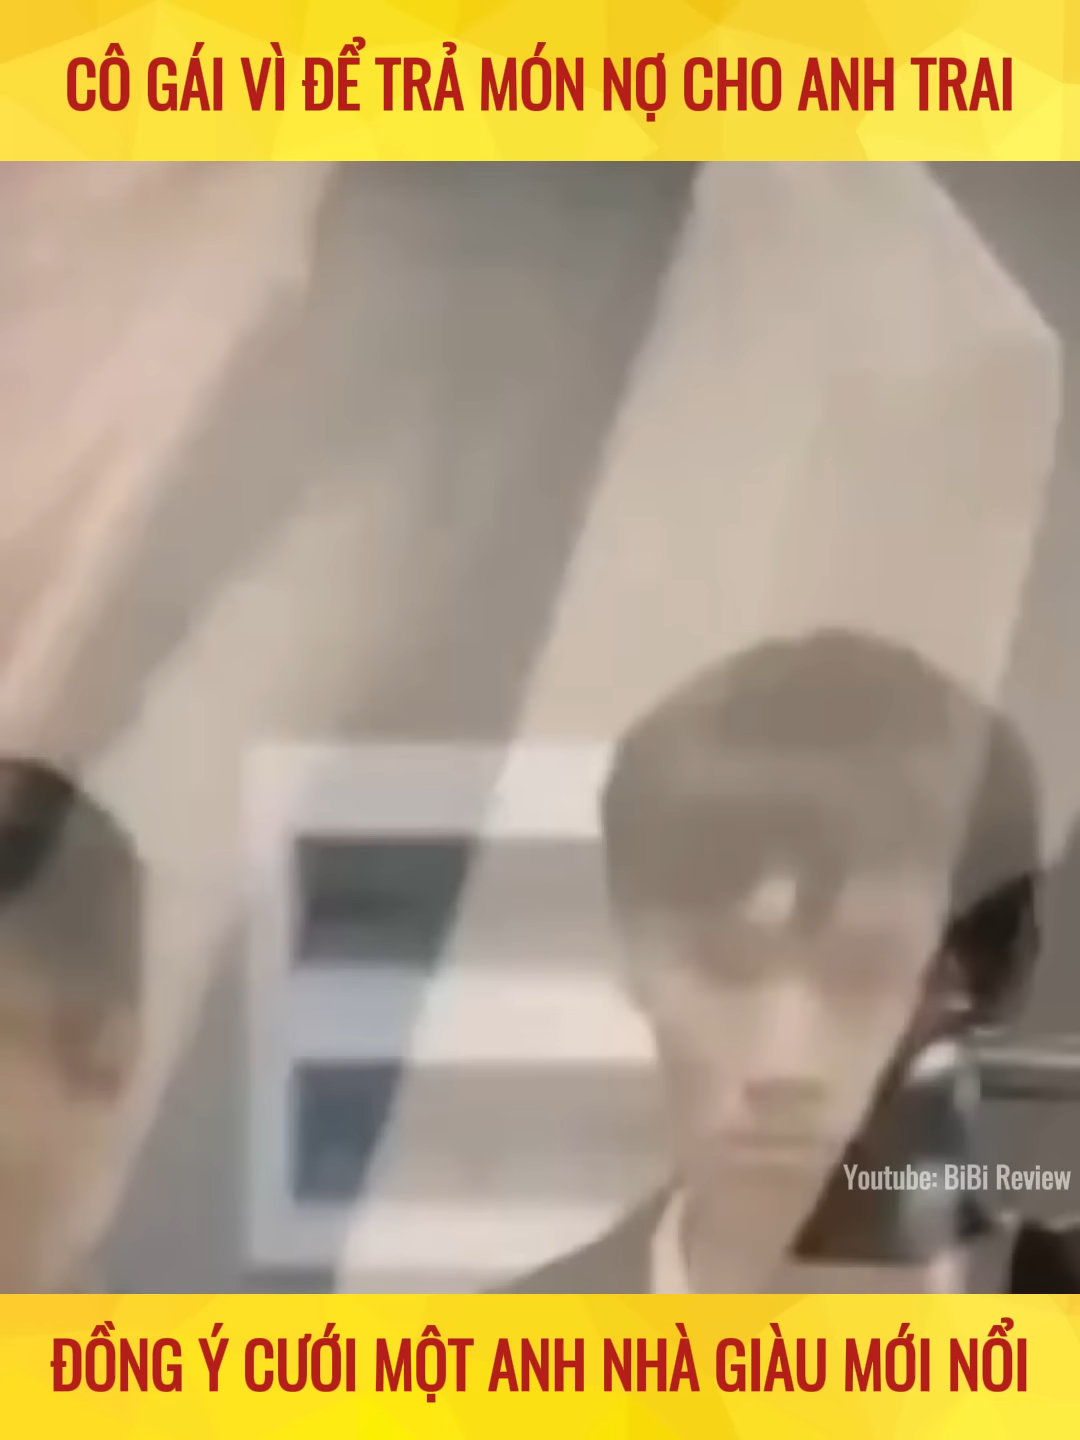 CÔ GÁI VÌ ĐỂ TRẢ MÓN NỢ CHO ANH TRAI
Youtube: BiBi Review
ĐỒNG Ý CƯỚI MỘT ANH NHÀ GIÀU MỚI NỔI